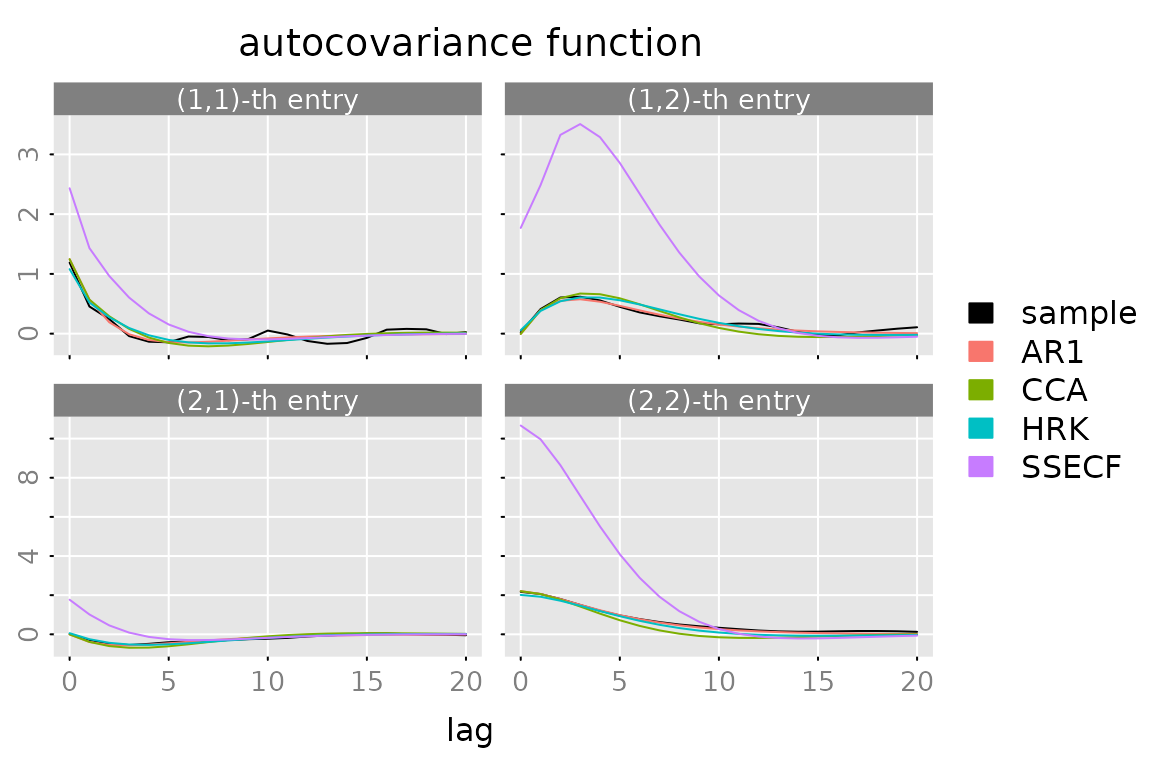 autocovariance function
(1,1)-th entry
(1,2)-th entry
3
2
1
0
(2,1)-th entry
(2,2)-th entry
8
4
0
0 5 10 15 20
0 5 10 15 20
lag
sample
AR1
CCA
HRK
SSECF